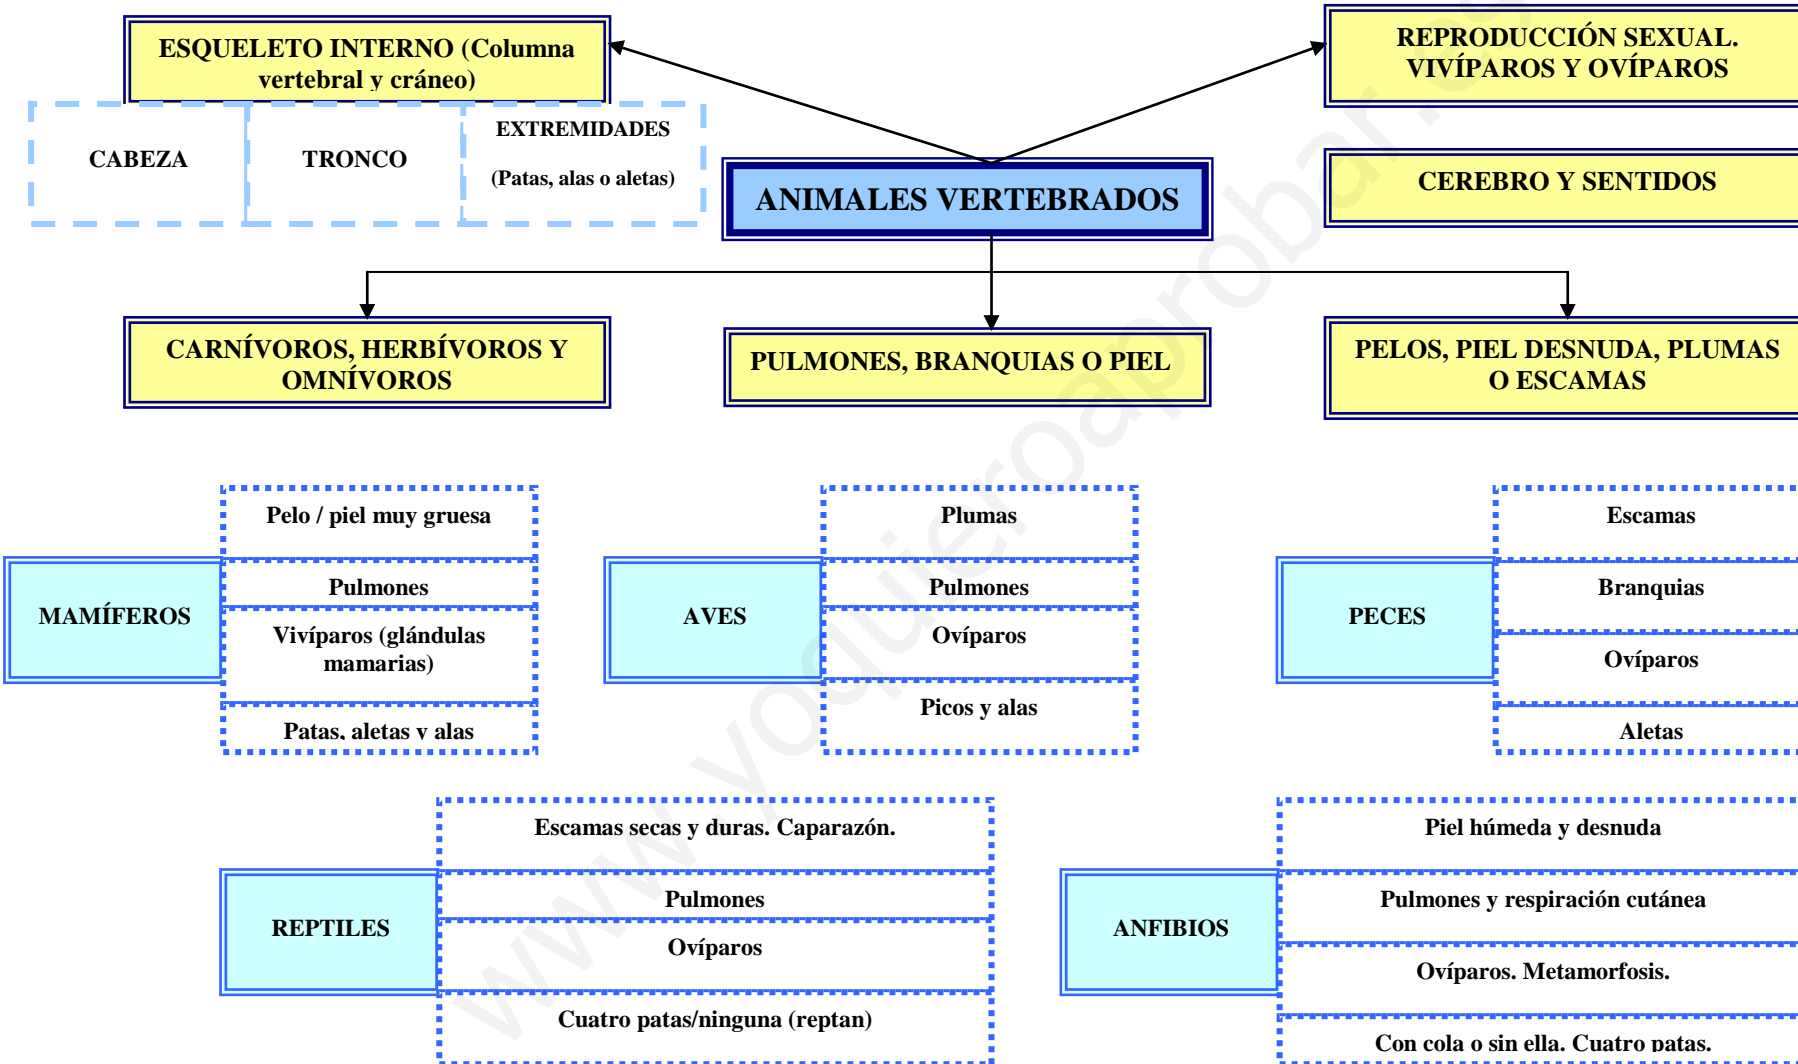 ESQUELETO INTERNO (Columna
vertebral y cráneo)
REPRODUCCIÓN SEXUAL.
VIVÍPAROS Y OVÍPAROS
CABEZA
TRONCO
EXTREMIDADES
(Patas, alas o aletas)
ANIMALES VERTEBRADOS
CEREBRO Y SENTIDOS
CARNÍVOROS, HERBÍVOROS Y
OMNÍVOROS
PULMONES, BRANQUIAS O PIEL
PELOS, PIEL DESNUDA, PLUMAS
O ESCAMAS
MAMÍFEROS
Pelo / piel muy gruesa
Pulmones
Vivíparos (glándulas
mamarias)
Patas, aletas y alas
AVES
Plumas
Pulmones
Ovíparos
Picos y alas
PECES
Escamas
Branquias
Ovíparos
Aletas
REPTILES
Escamas secas y duras. Caparazón.
Pulmones
Ovíparos
Cuatro patas/ninguna (reptan)
ANFIBIOS
Piel húmeda y desnuda
Pulmones y respiración cutánea
Ovíparos. Metamorfosis.
Con cola o sin ella. Cuatro patas.
www.yoquieroaprobar.es